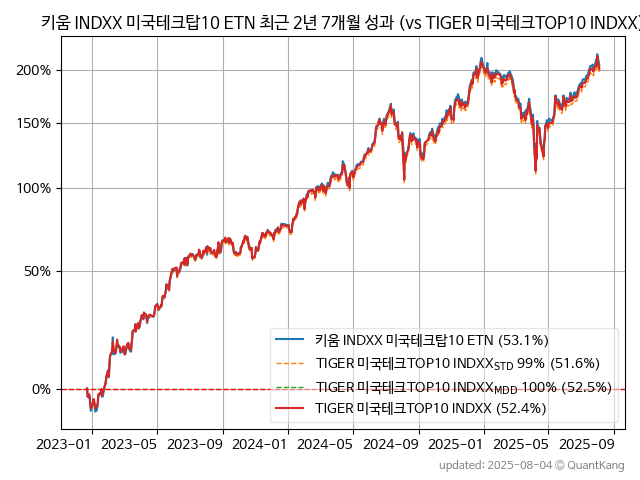 키움 INDXX 미국테크탑10 ETN 최근 2년 7개월 성과 (vs TIGER 미국테크TOP10 INDXX)
200%
150%
100%
50%
0%
키움 INDXX 미국테크탑10 ETN (53.1%)
TIGER 미국테크TOP10 INDXX STD 99% (51.6%)
TIGER 미국테크TOP10 INDXX MDD 100% (52.5%)
TIGER 미국테크TOP10 INDXX (52.4%)
2023-01 2023-05 2023-09 2024-01 2024-05 2024-09 2025-01 2025-05 2025-09
updated: 2025-08-04 © QuantKang